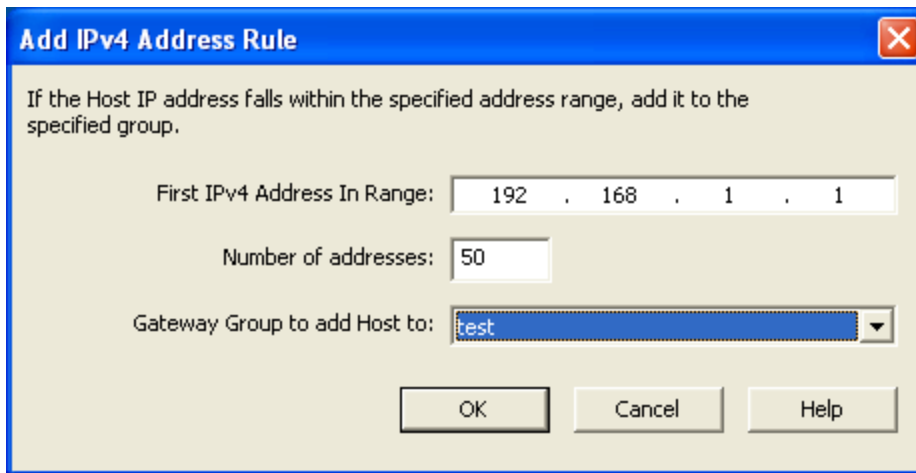 Add IPv4 Address Rule
If the Host IP address falls within the specified address range, add it to the
specified group.
First IPv4 Address In Range: 192 . 168 . 1 . 1
Number of addresses: 50
Gateway Group to add Host to: test
OK Cancel Help